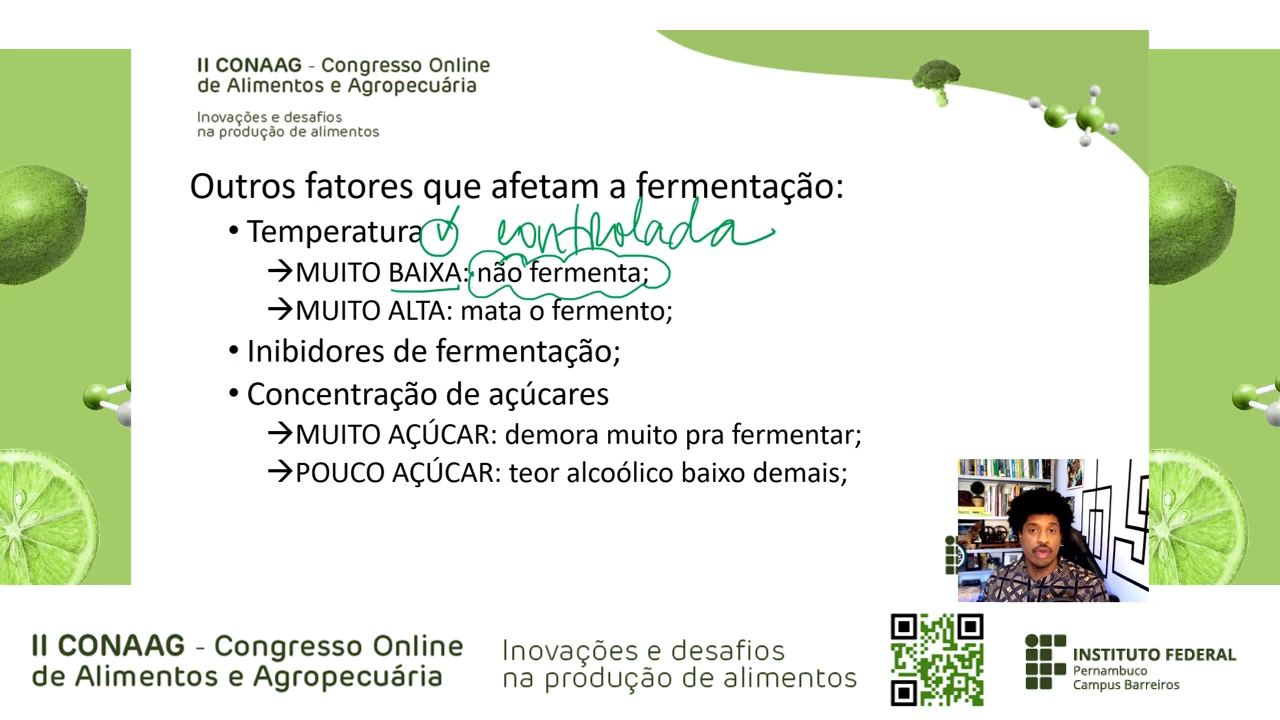 II CONAAG - Congresso Online
de Alimentos e Agropecuária
Inovações e desafios
na produção de alimentos
Outros fatores que afetam a fermentação:
• Temperatura controlada
→MUITO BAIXA: não fermenta;
→MUITO ALTA: mata o fermento;
• Inibidores de fermentação;
• Concentração de açúcares
→MUITO AÇÚCAR: demora muito pra fermentar;
→POUCO AÇÚCAR: teor alcoólico baixo demais;
II CONAAG - Congresso Online
de Alimentos e Agropecuária
Inovações e desafios
na produção de alimentos
INSTITUTO FEDERAL
Pernambuco
Campus Barreiros